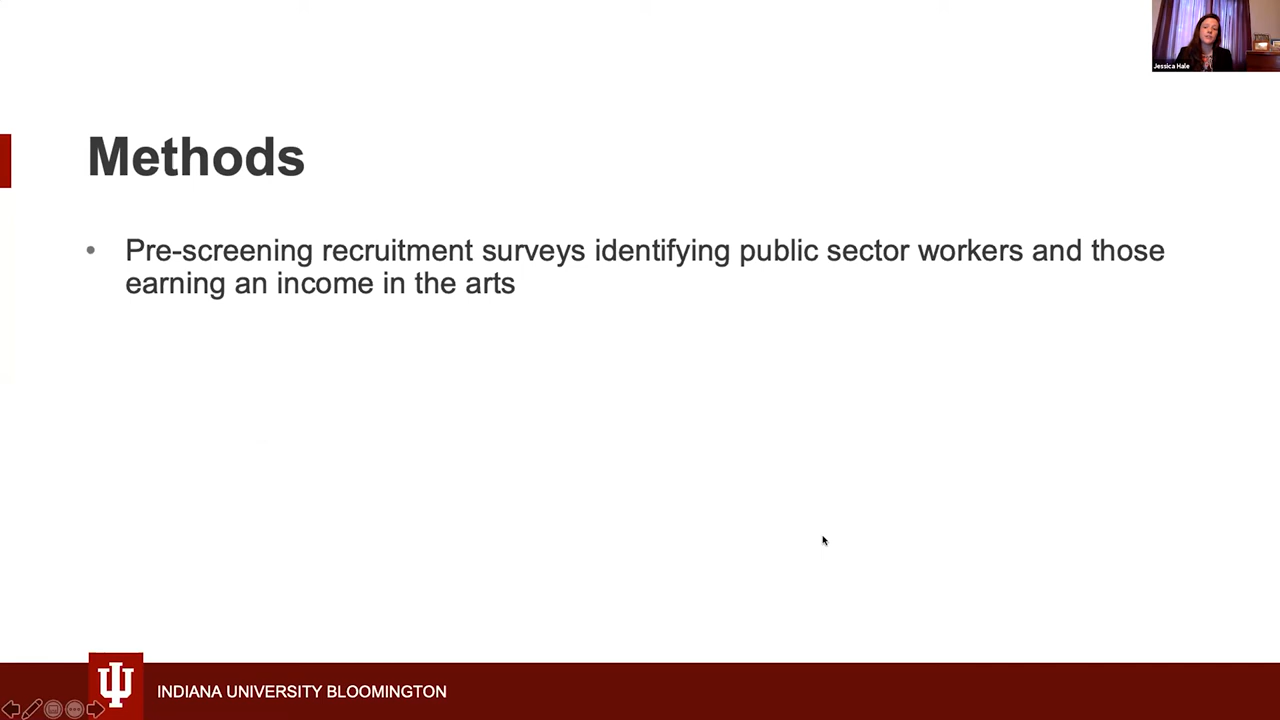 Jessica Hale
Methods
• Pre-screening recruitment surveys identifying public sector workers and those
earning an income in the arts
INDIANA UNIVERSITY BLOOMINGTON